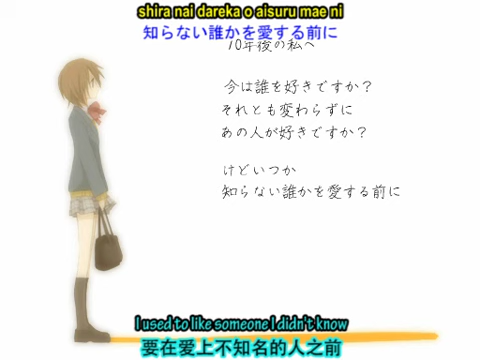 shira nai dareka o aisuru mae ni
知らない誰かを愛する前に
10年後の私へ
今は誰を好きですか？
それとも変わらずに
あの人が好きですか？
けどいつか
知らない誰かを愛する前に
I used to like someone I didn't know
要在爱上不知名的人之前